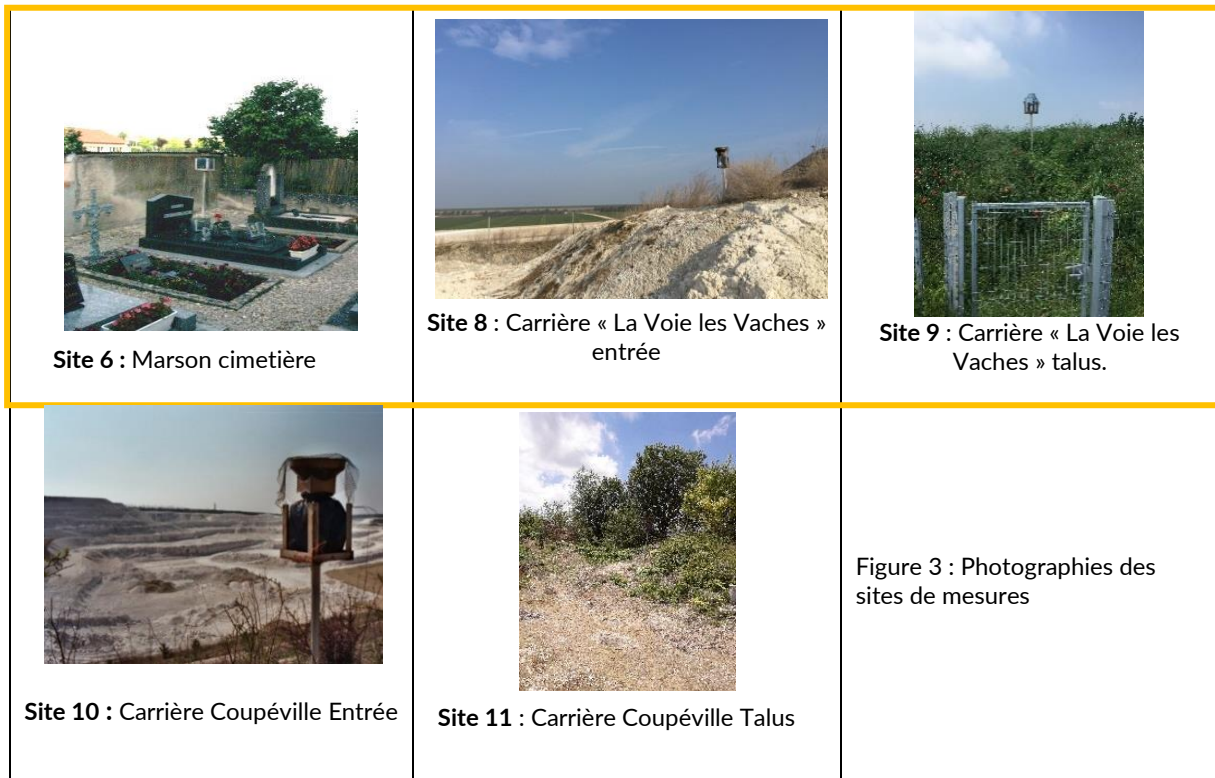 Site 6 : Marson cimetière
Site 8 : Carrière « La Voie les Vaches »
entrée
Site 9 : Carrière « La Voie les
Vaches » talus.
Site 10 : Carrière Coupéville Entrée
Site 11 : Carrière Coupéville Talus
Figure 3 : Photographies des
sites de mesures